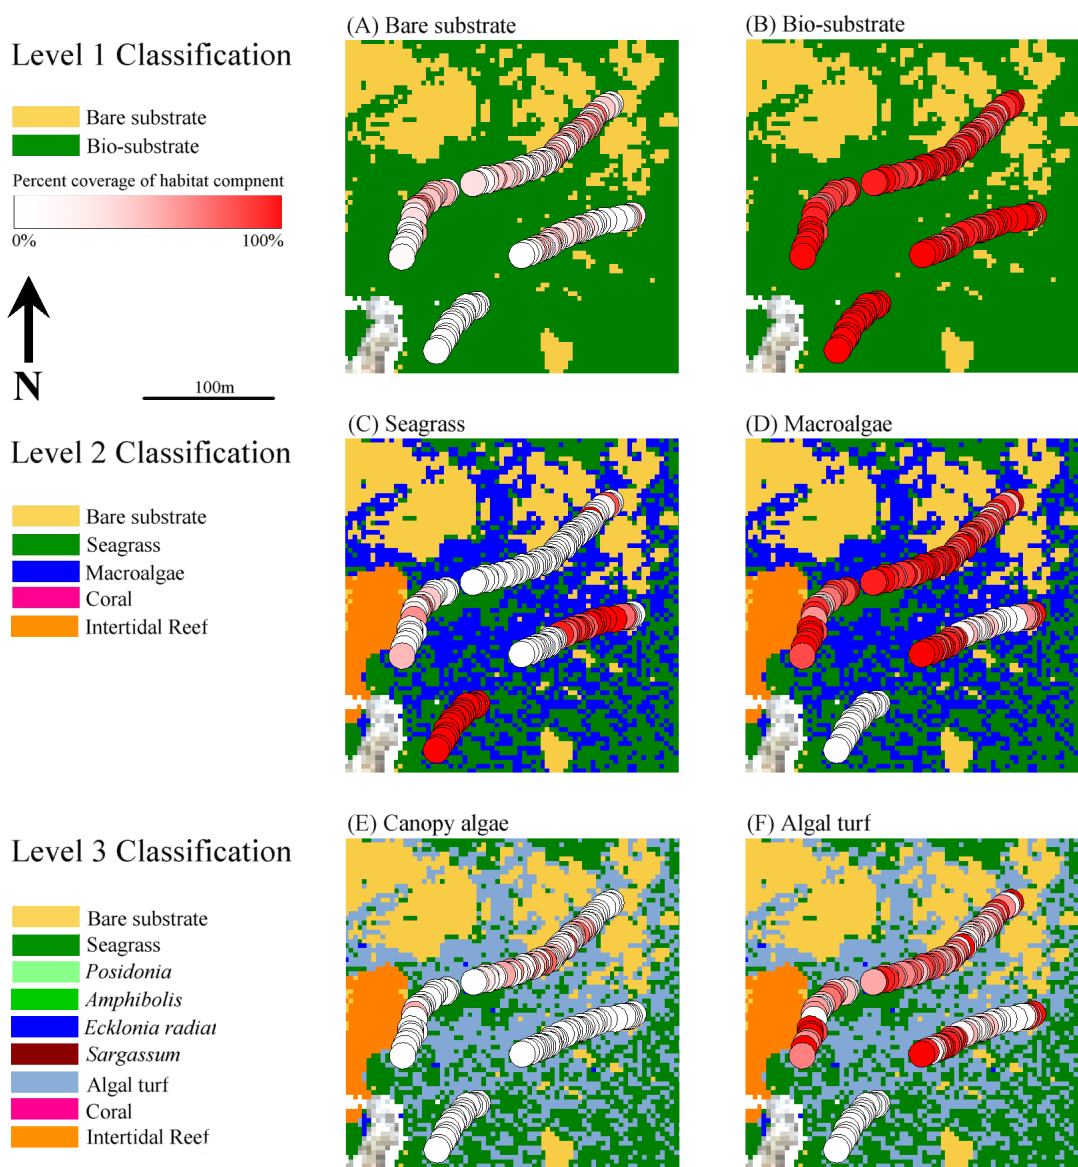 (A) Bare substrate
(B) Bio-substrate
Level 1 Classification
Bare substrate
Bio-substrate
Percent coverage of habitat compnent
0%
100%
N
100m
(C) Seagrass
(D) Macroalgae
Level 2 Classification
Bare substrate
Seagrass
Macroalgae
Coral
Intertidal Reef
(E) Canopy algae
(F) Algal turf
Level 3 Classification
Bare substrate
Seagrass
Posidonia
Amphibolis
Ecklonia radiat
Sargassum
Algal turf
Coral
Intertidal Reef